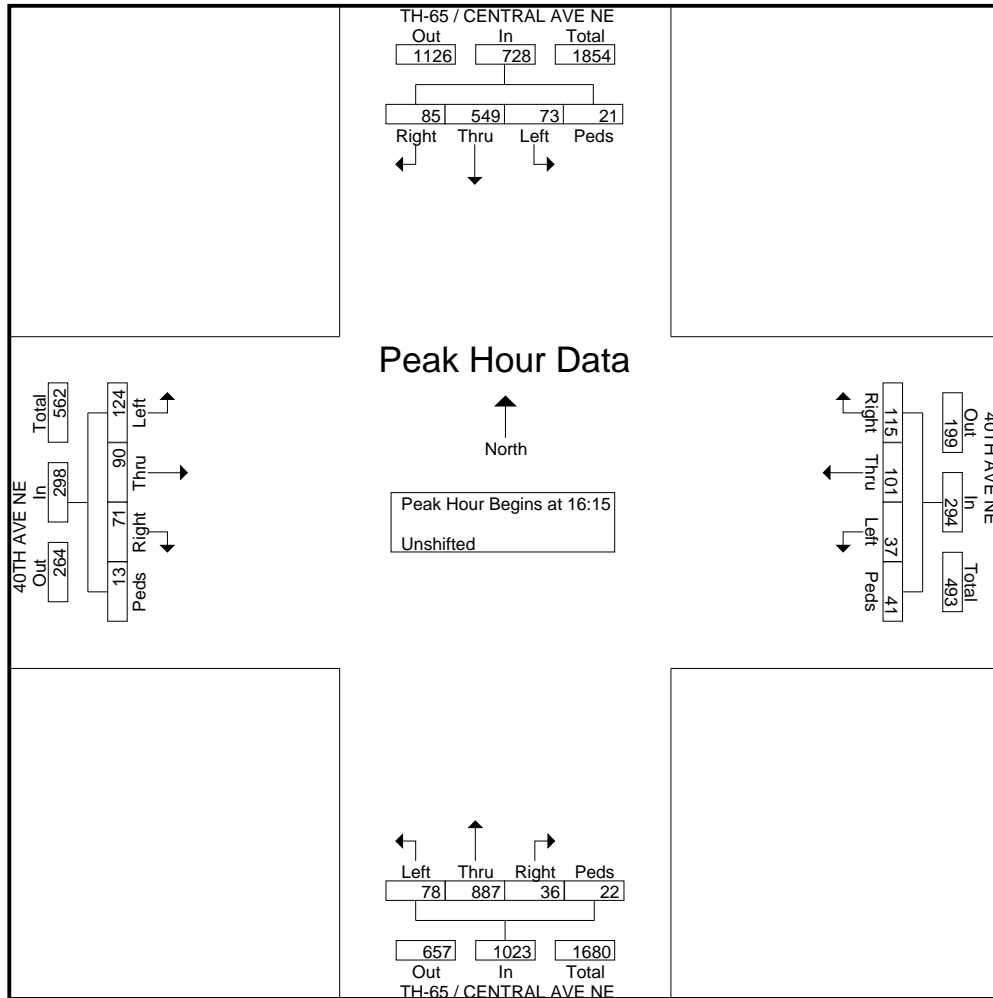 TH-65 / CENTRAL AVE NE
Out In Total
1126 728 1854
85 549 73 21
Right Thru Left Peds
Peak Hour Data
North
Peak Hour Begins at 16:15
Unshifted
40TH AVE NE
Out In Total
264 298 562
124 90 71 13
Left Thru Right Peds
40TH AVE NE
Out In Total
199 294 493
115 101 37 41
Right Thru Left Peds
Left Thru Right Peds
78 887 36 22
657 1023 1680
Out In Total
TH-65 / CENTRAL AVE NE